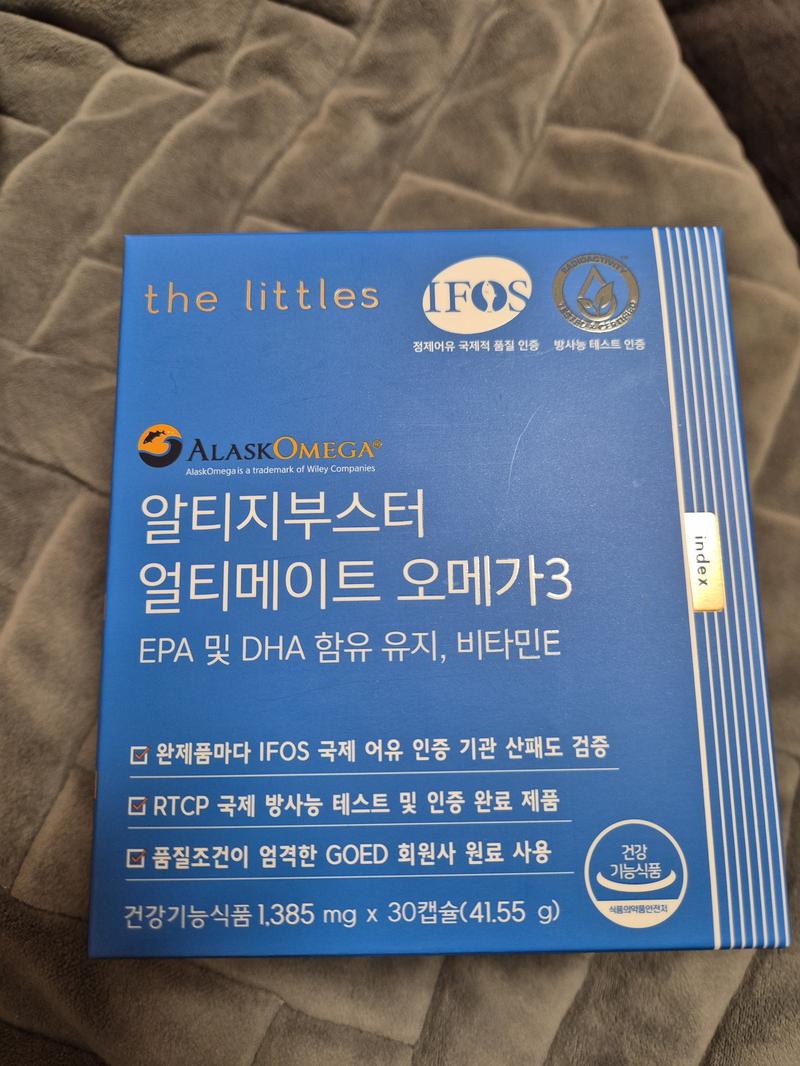 the littles
IFOS
정제어유 국제적 품질 인증
RADIOACTIVITY
TESTED & CERTIFIED
방사능 테스트 인증
ALASKOMEGA®
AlaskOmega is a trademark of Wiley Companies
알티지부스터
얼티메이트 오메가3
EPA 및 DHA 함유 유지, 비타민E
index
완제품마다 IFOS 국제 어유 인증 기관 산패도 검증
RTCP 국제 방사능 테스트 및 인증 완료 제품
품질조건이 엄격한 GOED 회원사 원료 사용
건강기능식품 1,385 mg x 30캡슐(41.55 g)
건강
기능식품
식품의약품안전처